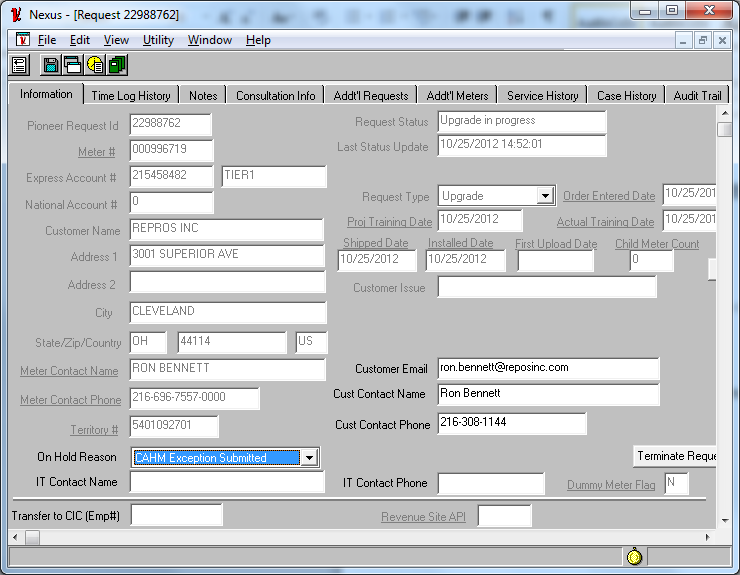 Nexus - [Request 22988762]
File Edit View Utility Window Help
Information Time Log History Notes Consultation Info Addt'l Requests Addt'l Meters Service History Case History Audit Trail
Pioneer Request Id 22988762 Request Status Upgrade in progress
Meter # 000996719 Last Status Update 10/25/2012 14:52:01
Express Account # 215458482 TIER1
Request Type Upgrade Order Entered Date 10/25/201
National Account # 0
Proj Training Date 10/25/2012 Actual Training Date 10/25/201
Customer Name REPROS INC
Shipped Date Installed Date First Upload Date Child Meter Count
Address 1 3001 SUPERIOR AVE 10/25/2012 10/25/2012 0
Address 2 Customer Issue
City CLEVELAND
State/Zip/Country OH 44114 US
Meter Contact Name RON BENNETT Customer Email ron.bennett@reposinc.com
Meter Contact Phone 216-696-7557-0000 Cust Contact Name Ron Bennett
Territory # 5401092701 Cust Contact Phone 216-308-1144
On Hold Reason CAHM Exception Submitted Terminate Reque
IT Contact Name IT Contact Phone Dummy Meter Flag N
Transfer to CIC (Emp#) Revenue Site API